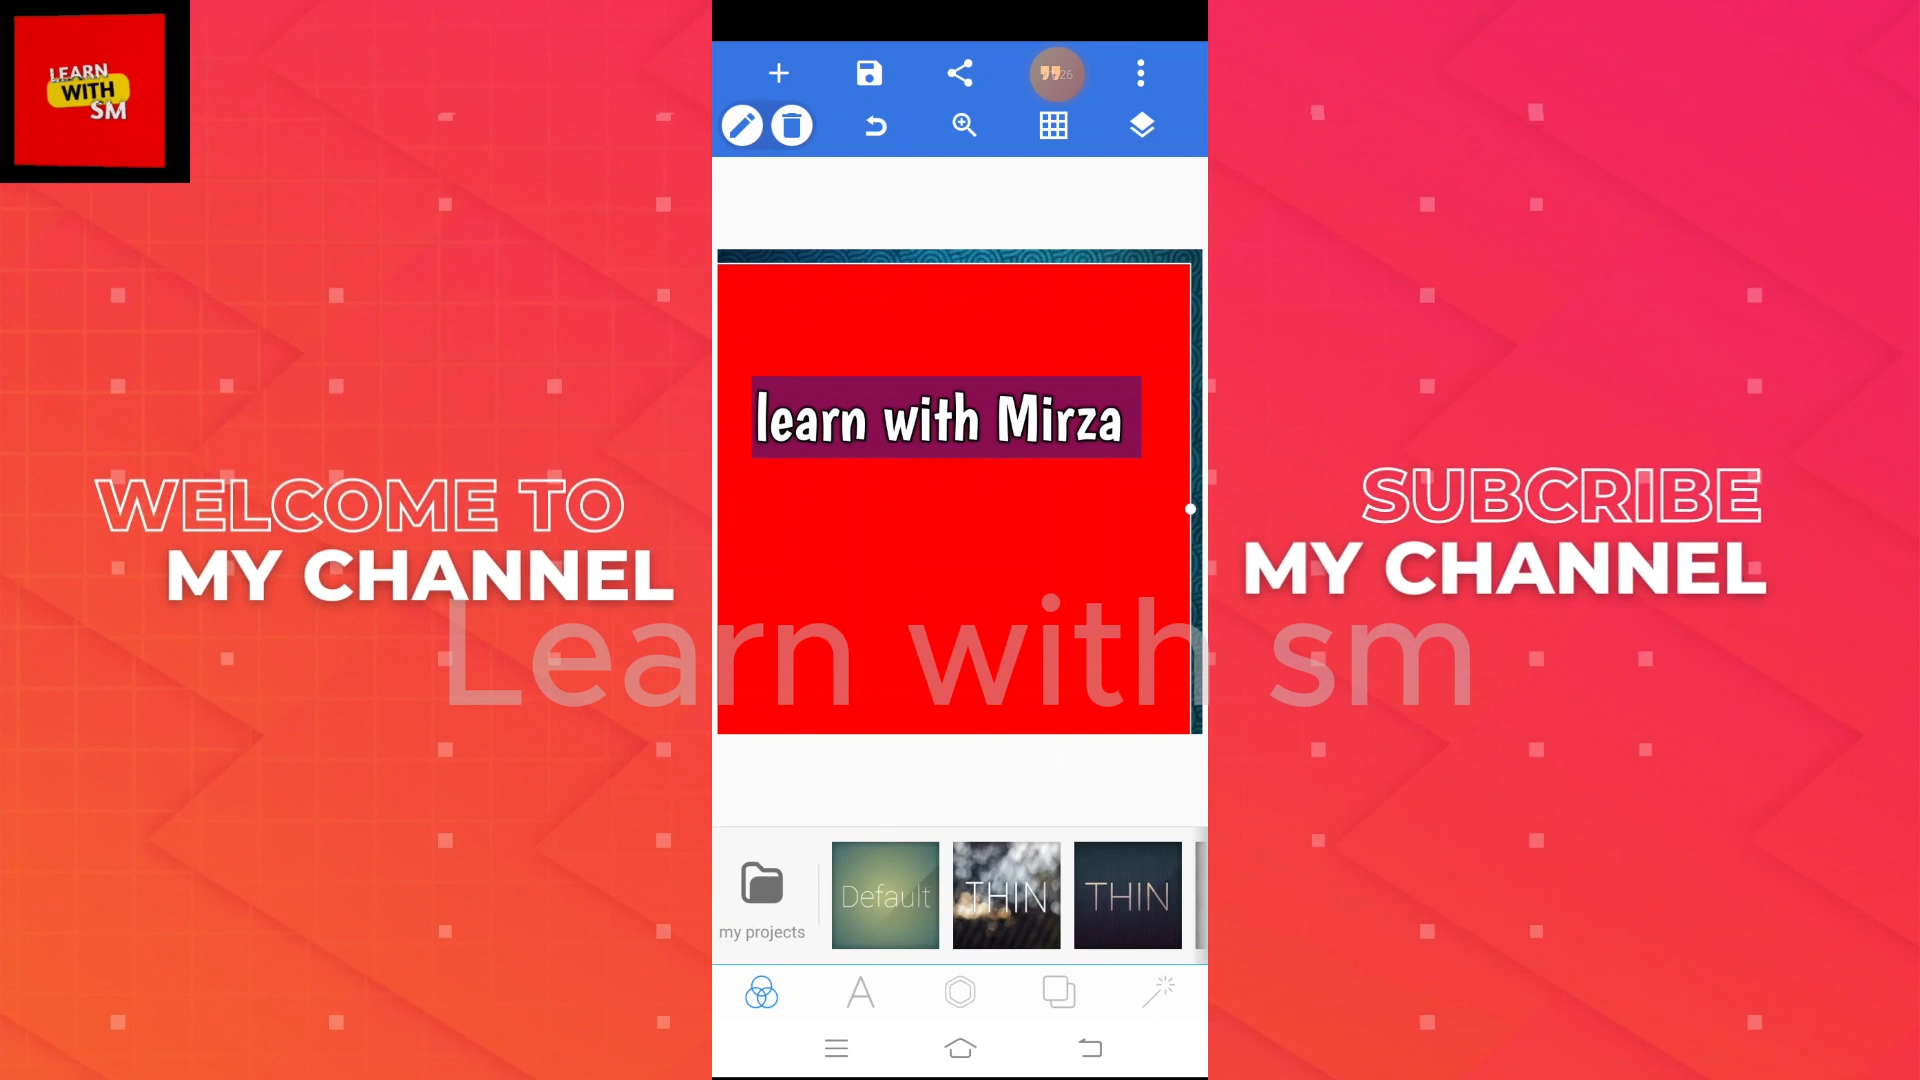 LEARN
WITH
SM
26
learn with Mirza
WELCOME TO
MY CHANNEL
SUBCRIBE
MY CHANNEL
Learn with sm
my projects
Default
THIN
THIN
A